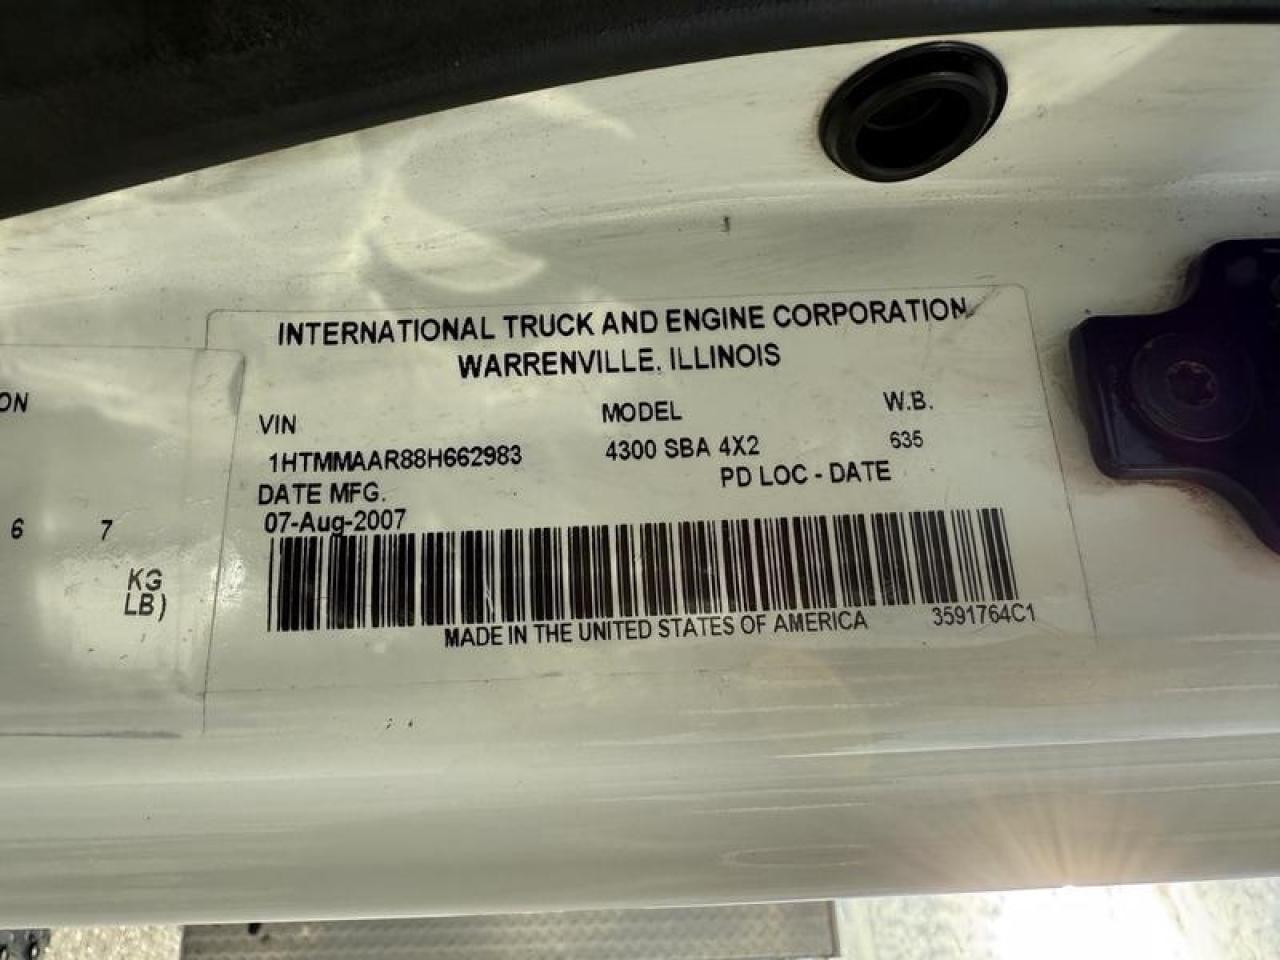 INTERNATIONAL TRUCK AND ENGINE CORPORATION
WARRENVILLE, ILLINOIS
VIN MODEL W.B.
1HTMMAAR88H662983 4300 SBA 4X2 635
DATE MFG. PD LOC - DATE
07-Aug-2007
MADE IN THE UNITED STATES OF AMERICA 3591764C1
ON
6 7
KG
LB)